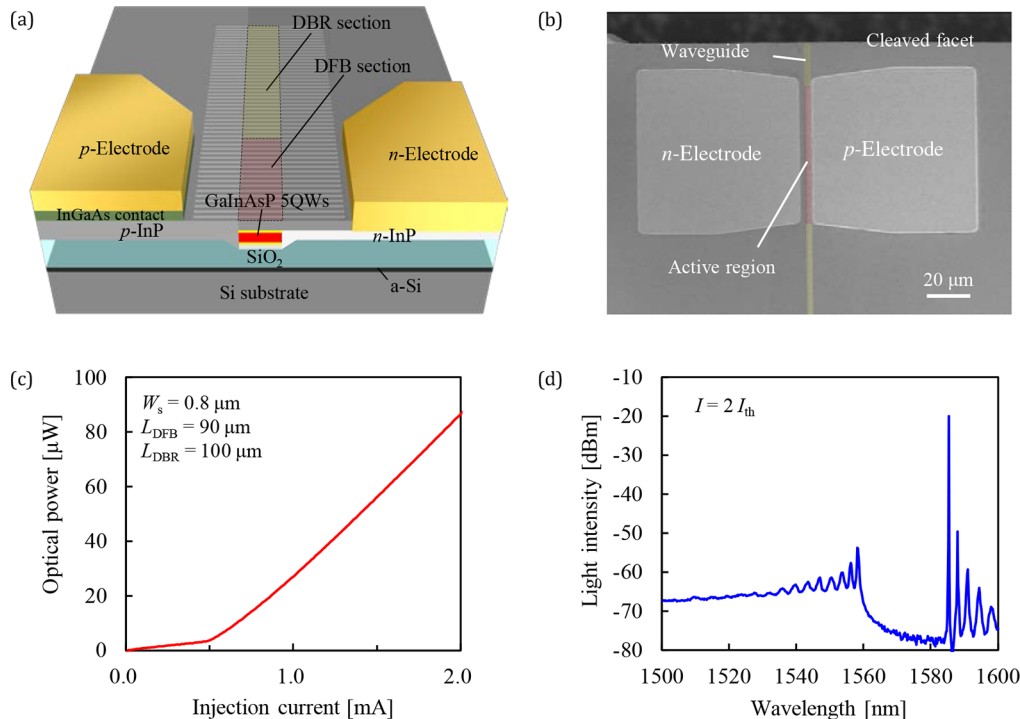 (a)
DBR section
DFB section
p-Electrode
n-Electrode
GaInAsP 5QWs
InGaAs contact
p-InP
n-InP
SiO₂
a-Si
Si substrate
(b)
Waveguide
Cleaved facet
n-Electrode
p-Electrode
Active region
20 μm
(c)
100
80
60
40
20
0
Optical power [μW]
Wₛ = 0.8 μm
L_DFB = 90 μm
L_DBR = 100 μm
0.0
1.0
2.0
Injection current [mA]
(d)
-10
-20
-30
-40
-50
-60
-70
-80
Light intensity [dBm]
I = 2 I_th
1500
1520
1540
1560
1580
1600
Wavelength [nm]